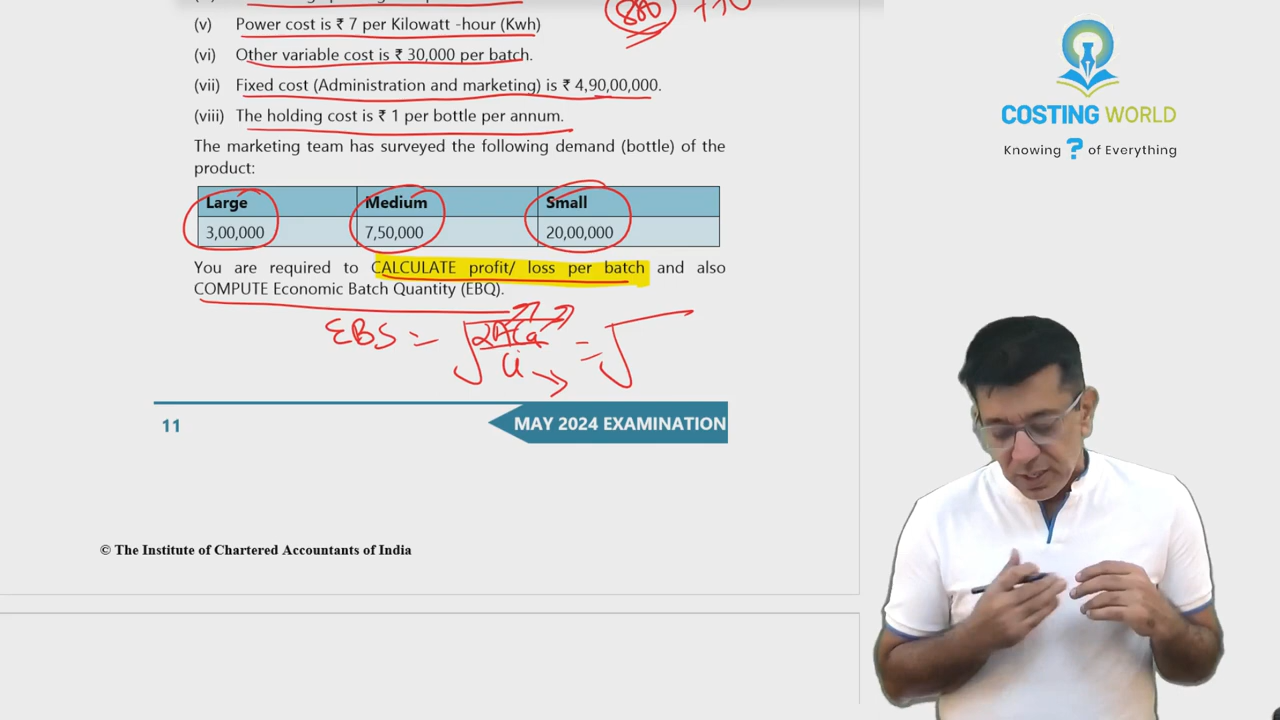 (v) Power cost is ₹ 7 per Kilowatt -hour (Kwh)
(vi) Other variable cost is ₹ 30,000 per batch.
(vii) Fixed cost (Administration and marketing) is ₹ 4,90,00,000.
(viii) The holding cost is ₹ 1 per bottle per annum.
The marketing team has surveyed the following demand (bottle) of the
product:
Large Medium Small
3,00,000 7,50,000 20,00,000
You are required to CALCULATE profit/ loss per batch and also
COMPUTE Economic Batch Quantity (EBQ).
EBS = √
11
MAY 2024 EXAMINATION
© The Institute of Chartered Accountants of India
COSTING WORLD
Knowing ? of Everything